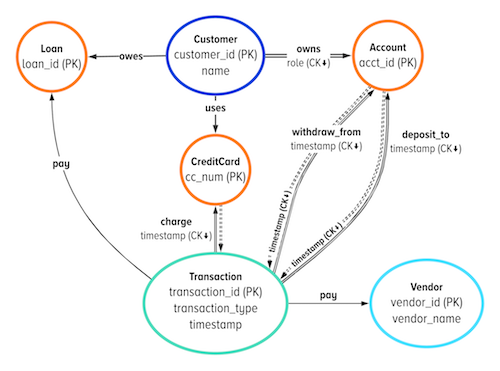 Loan
loan_id (PK)
owes
Customer
customer_id (PK)
name
owns
role (CK⬇)
Account
acct_id (PK)
uses
withdraw_from
timestamp (CK⬇)
deposit_to
timestamp (CK⬇)
pay
CreditCard
cc_num (PK)
charge
timestamp (CK⬇)
timestamp (CK⬇)
timestamp (CK⬇)
Transaction
transaction_id (PK)
transaction_type
timestamp
pay
Vendor
vendor_id (PK)
vendor_name